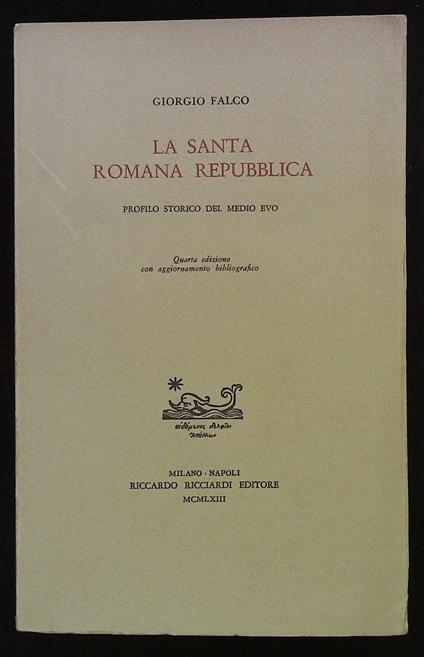 GIORGIO FALCO
LA SANTA
ROMANA REPUBBLICA
PROFILO STORICO DEL MEDIO EVO
Quarta edizione
con aggiornamento bibliografico
MILANO · NAPOLI
RICCARDO RICCIARDI EDITORE
MCMLXIII